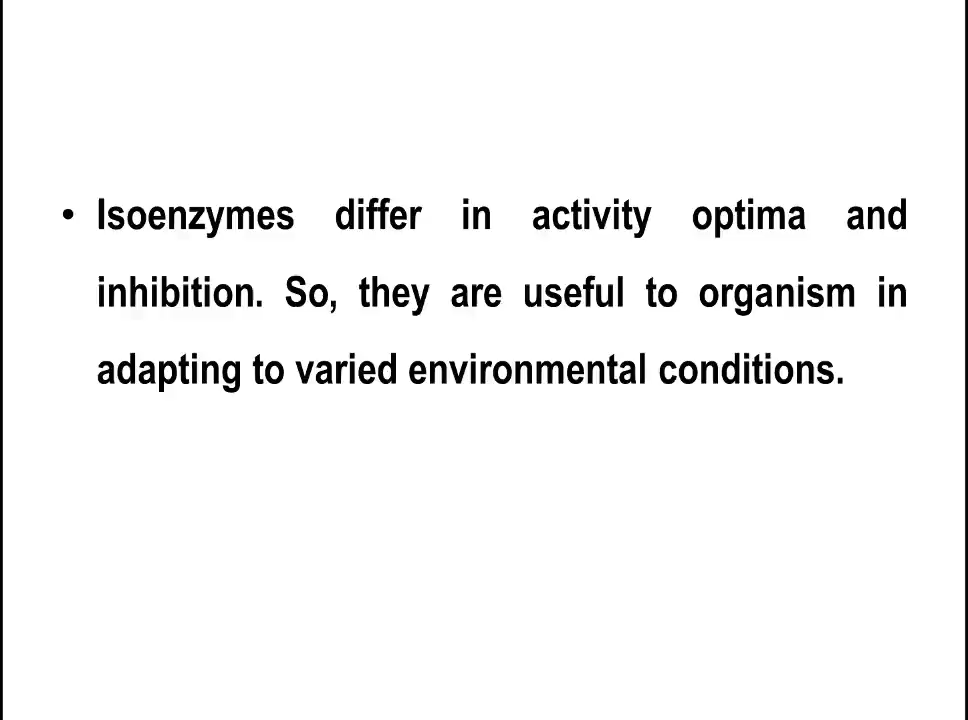 • Isoenzymes differ in activity optima and
inhibition. So, they are useful to organism in
adapting to varied environmental conditions.